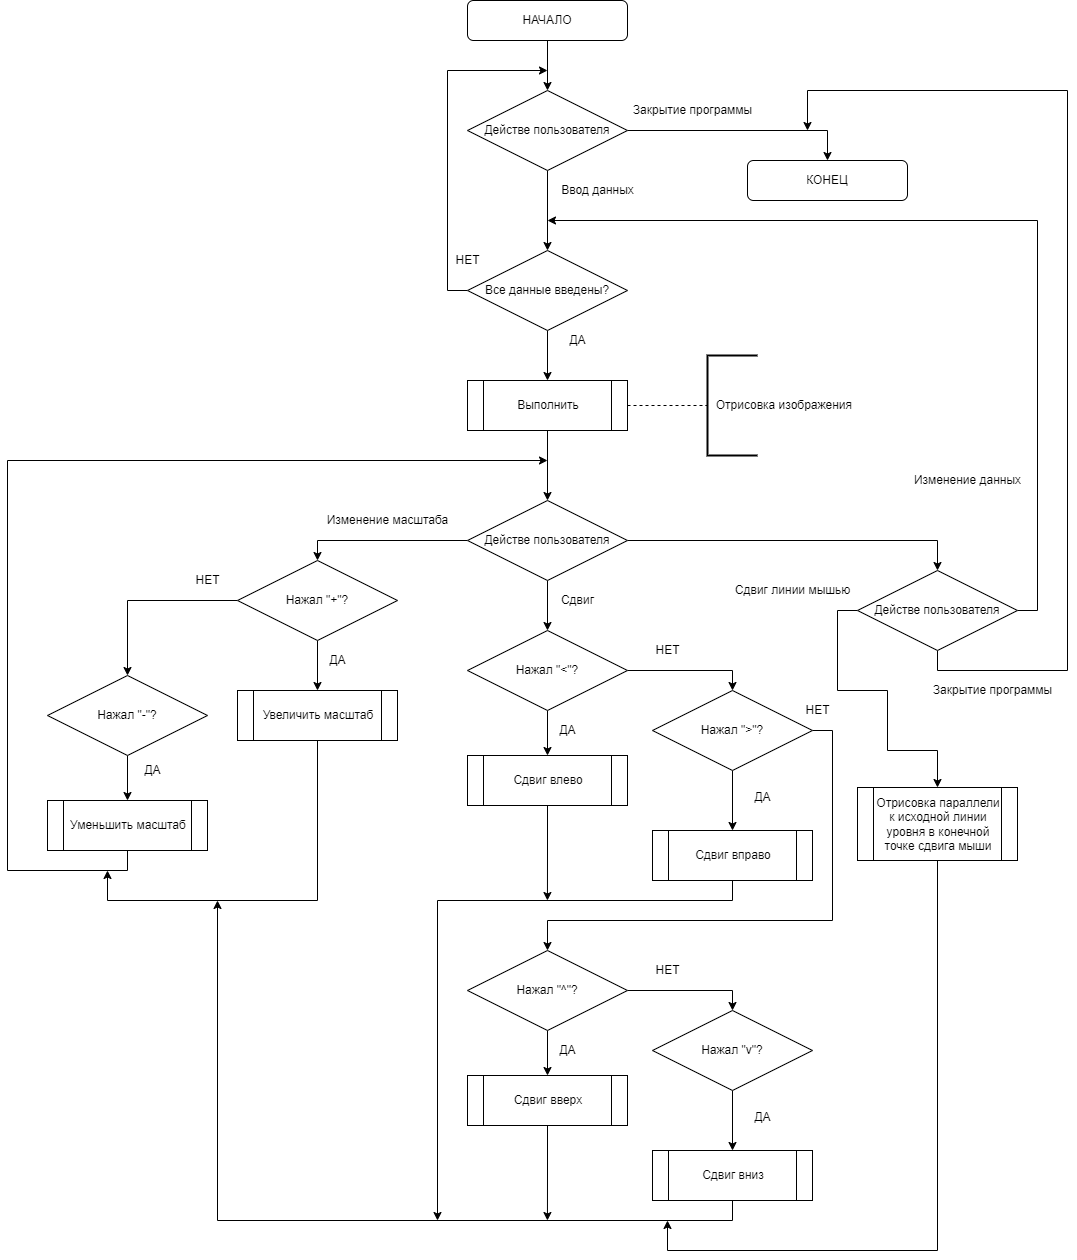 НАЧАЛО
Закрытие программы
Действе пользователя
КОНЕЦ
Ввод данных
НЕТ
Все данные введены?
ДА
Выполнить
Отрисовка изображения
Изменение данных
Изменение масштаба
Действе пользователя
НЕТ
Нажал "+"?
Сдвиг
Сдвиг линии мышью
Действе пользователя
ДА
НЕТ
Нажал "<"?
Закрытие программы
Нажал "-"?
Увеличить масштаб
НЕТ
ДА
Нажал ">"?
ДА
Сдвиг влево
ДА
Уменьшить масштаб
Отрисовка параллели
к исходной линии
уровня в конечной
точке сдвига мыши
Сдвиг вправо
НЕТ
Нажал "^"?
ДА
Нажал "v"?
Сдвиг вверх
ДА
Сдвиг вниз